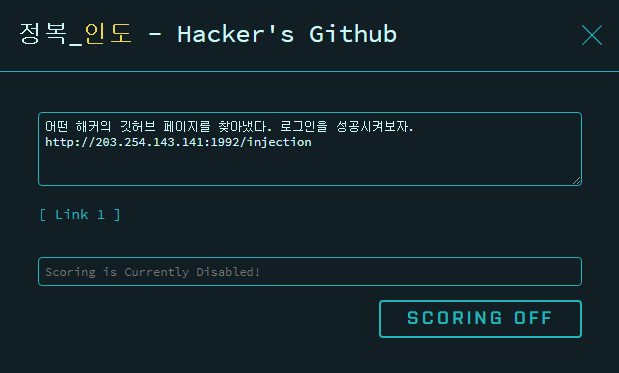 정복_인도 - Hacker's Github
어떤 해커의 깃허브 페이지를 찾아냈다. 로그인을 성공시켜보자.
http://203.254.143.141:1992/injection
[ Link 1 ]
Scoring is Currently Disabled!
SCORING OFF